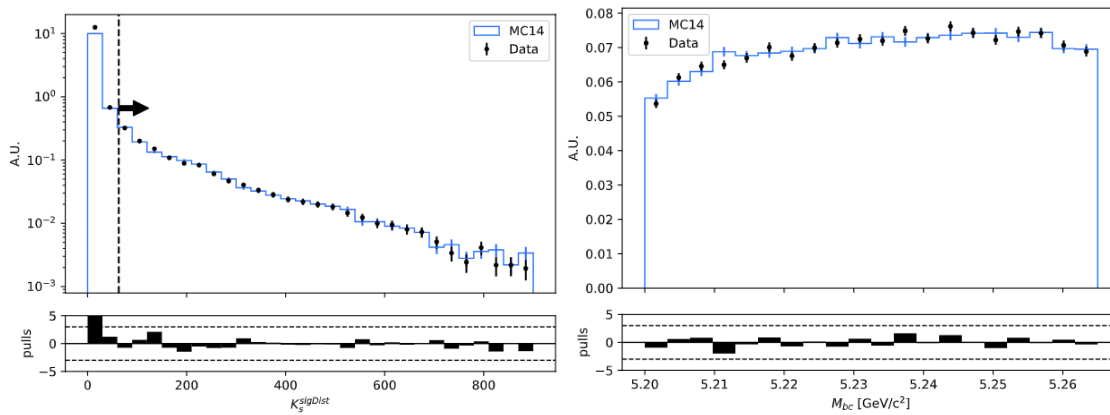 MC14
Data
10¹
10⁰
10⁻¹
10⁻²
10⁻³
A.U.
5
0
−5
pulls
0 200 400 600 800
K_s^sigDist
MC14
Data
0.08
0.07
0.06
0.05
0.04
0.03
0.02
0.01
0.00
A.U.
5
0
−5
pulls
5.20 5.21 5.22 5.23 5.24 5.25 5.26
M_bc [GeV/c²]